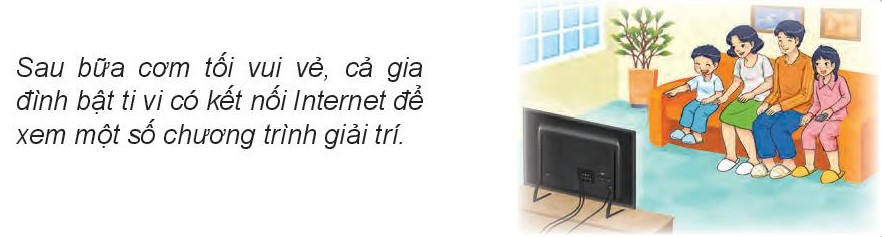 Sau bữa cơm tối vui vẻ, cả gia
đình bật ti vi có kết nối Internet để
xem một số chương trình giải trí.